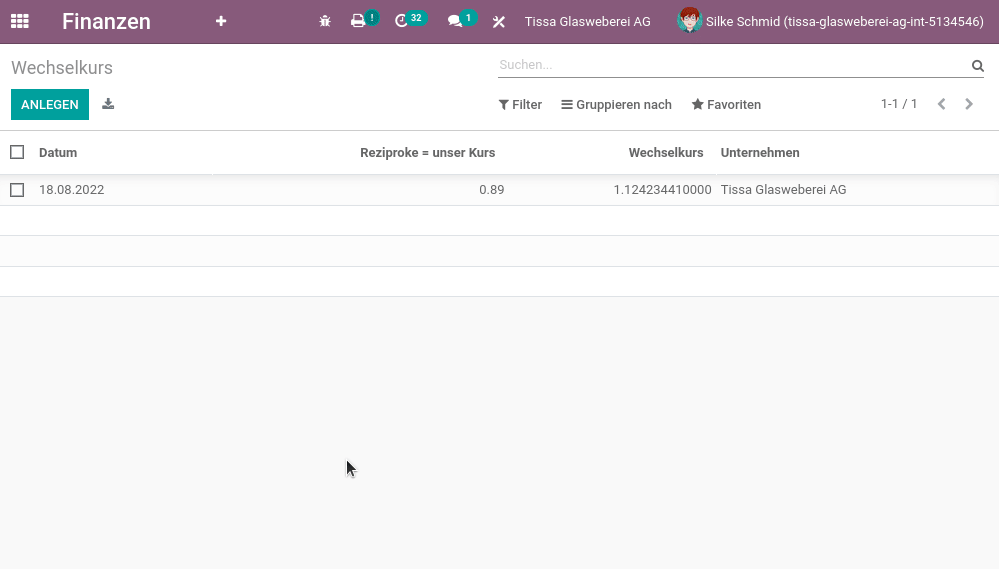 Finanzen
!
32
1
Tissa Glasweberei AG
Silke Schmid (tissa-glasweberei-ag-int-5134546)
Wechselkurs
Suchen...
ANLEGEN
Filter
Gruppieren nach
Favoriten
1-1 / 1
Datum Reziproke = unser Kurs Wechselkurs Unternehmen
18.08.2022 0.89 1.124234410000 Tissa Glasweberei AG